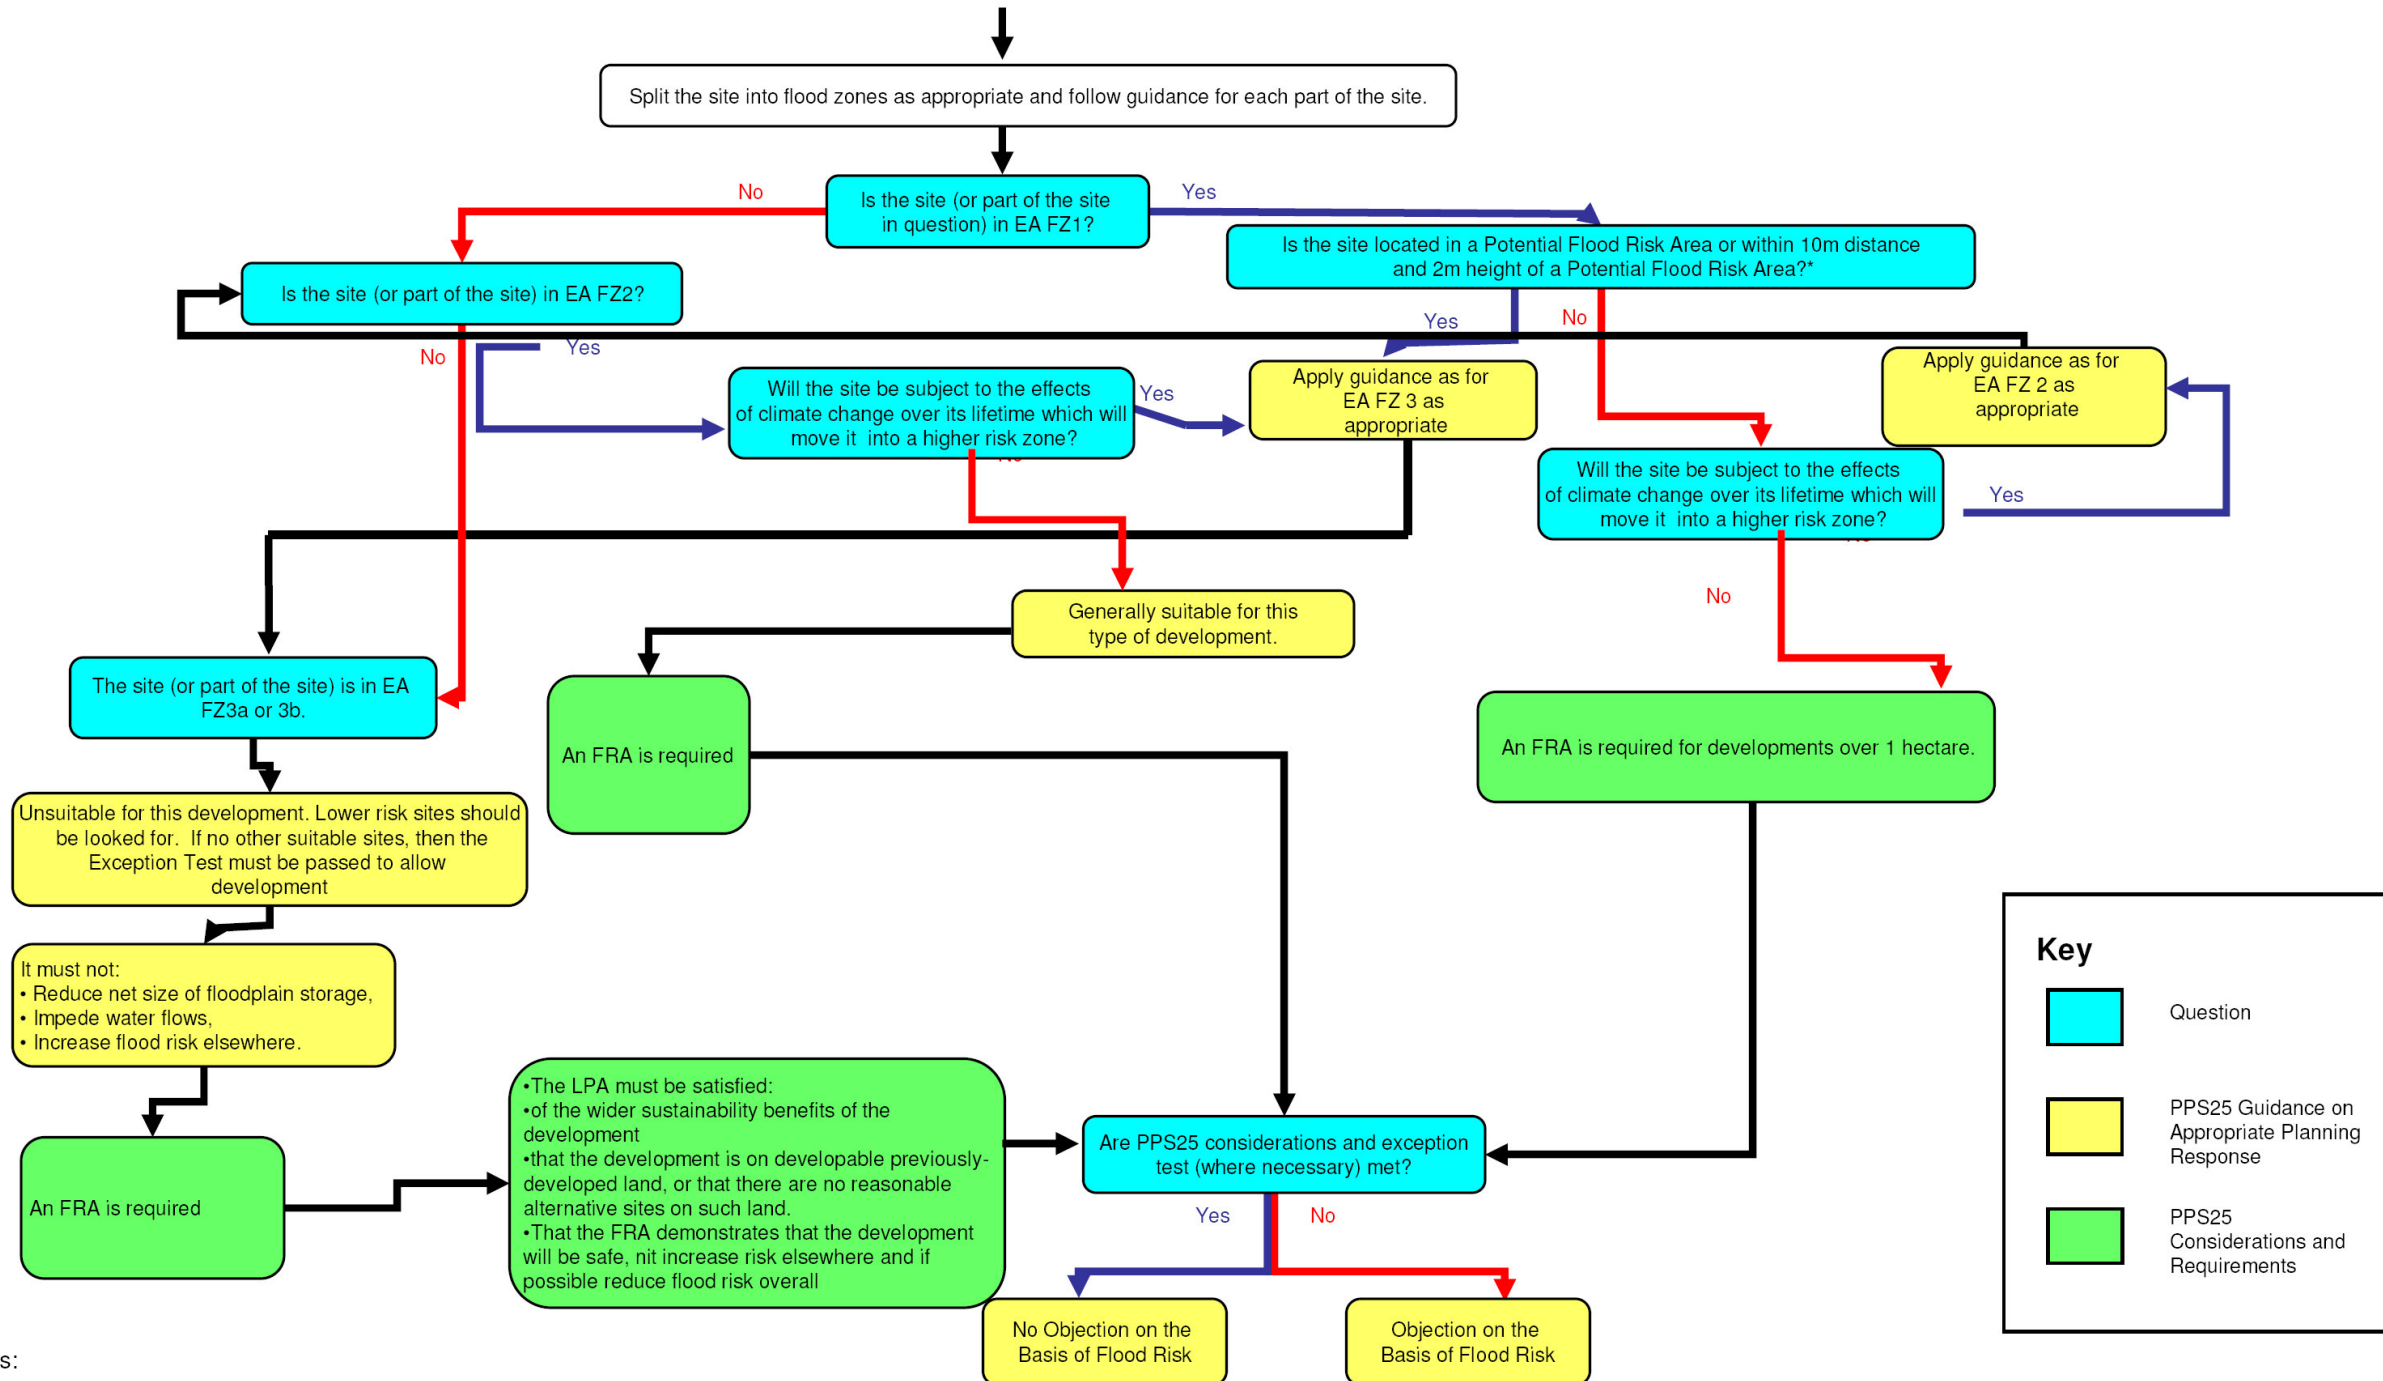 Split the site into flood zones as appropriate and follow guidance for each part of the site.
No
Is the site (or part of the site
in question) in EA FZ1?
Yes
Is the site located in a Potential Flood Risk Area or within 10m distance
and 2m height of a Potential Flood Risk Area?*
Is the site (or part of the site) in EA FZ2?
No
Yes
Yes
No
Will the site be subject to the effects
of climate change over its lifetime which will
move it into a higher risk zone?
Yes
No
Apply guidance as for
EA FZ 3 as
appropriate
Apply guidance as for
EA FZ 2 as
appropriate
Will the site be subject to the effects
of climate change over its lifetime which will
move it into a higher risk zone?
Yes
No
No
Generally suitable for this
type of development.
The site (or part of the site) is in EA
FZ3a or 3b.
An FRA is required
An FRA is required for developments over 1 hectare.
Unsuitable for this development. Lower risk sites should
be looked for. If no other suitable sites, then the
Exception Test must be passed to allow
development
It must not:
• Reduce net size of floodplain storage,
• Impede water flows,
• Increase flood risk elsewhere.
An FRA is required
•The LPA must be satisfied:
•of the wider sustainability benefits of the
development
•that the development is on developable previously-
developed land, or that there are no reasonable
alternative sites on such land.
•That the FRA demonstrates that the development
will be safe, nit increase risk elsewhere and if
possible reduce flood risk overall
Are PPS25 considerations and exception
test (where necessary) met?
Yes
No
No Objection on the
Basis of Flood Risk
Objection on the
Basis of Flood Risk
Key
Question
PPS25 Guidance on
Appropriate Planning
Response
PPS25
Considerations and
Requirements
s: